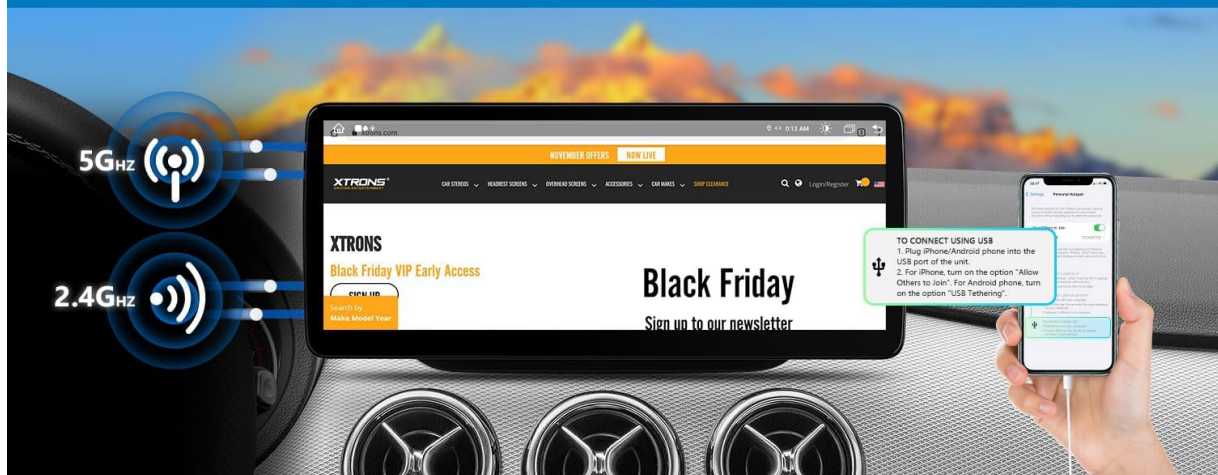 5GHZ
2.4GHZ
xtrons.com
0:13 AM
NOVEMBER OFFERS NOW LIVE
XTRONS®
DRIVING ENTERTAINMENT
CAR STEREOS HEADREST SCREENS OVERHEAD SCREENS ACCESSORIES CAR MAKES SHOP CLEARANCE
Login/Register
XTRONS
Black Friday VIP Early Access
SIGN UP
Search by
Make Model Year
Black Friday
Sign up to our newsletter
TO CONNECT USING USB
1. Plug iPhone/Android phone into the
USB port of the unit.
2. For iPhone, turn on the option "Allow
Others to Join". For Android phone, turn
on the option "USB Tethering".
Settings Personal Hotspot